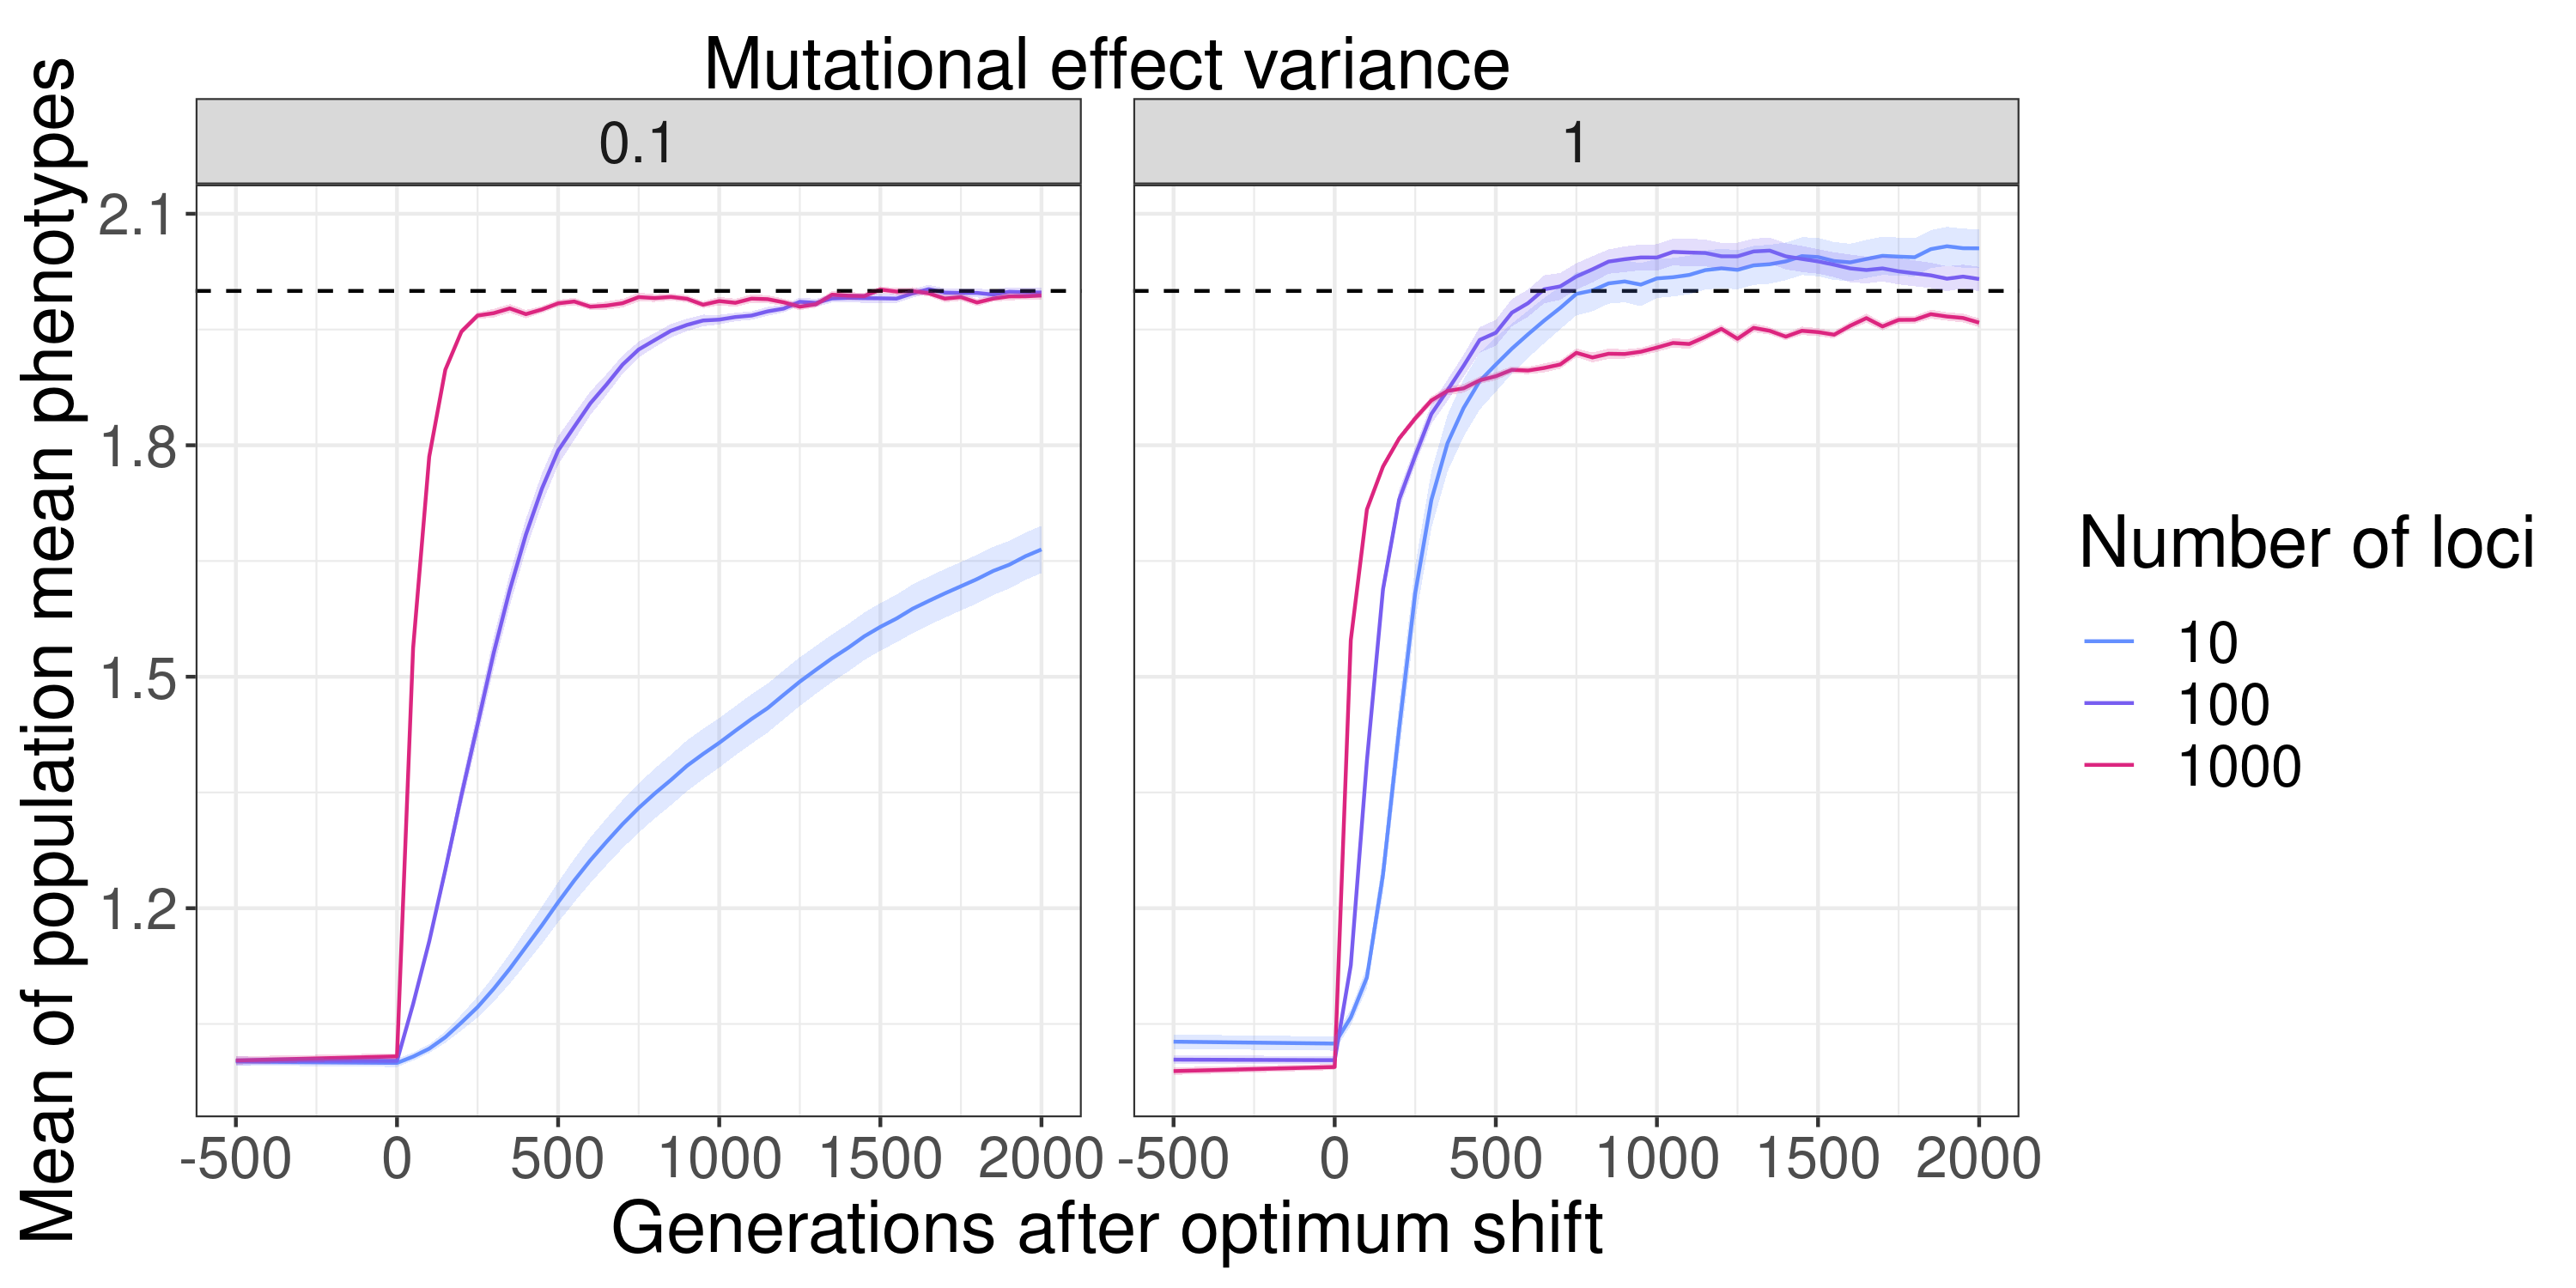 Mutational effect variance
0.1
1
Mean of population mean phenotypes
2.1
1.8
1.5
1.2
-500 0 500 1000 1500 2000
-500 0 500 1000 1500 2000
Generations after optimum shift
Number of loci
10
100
1000